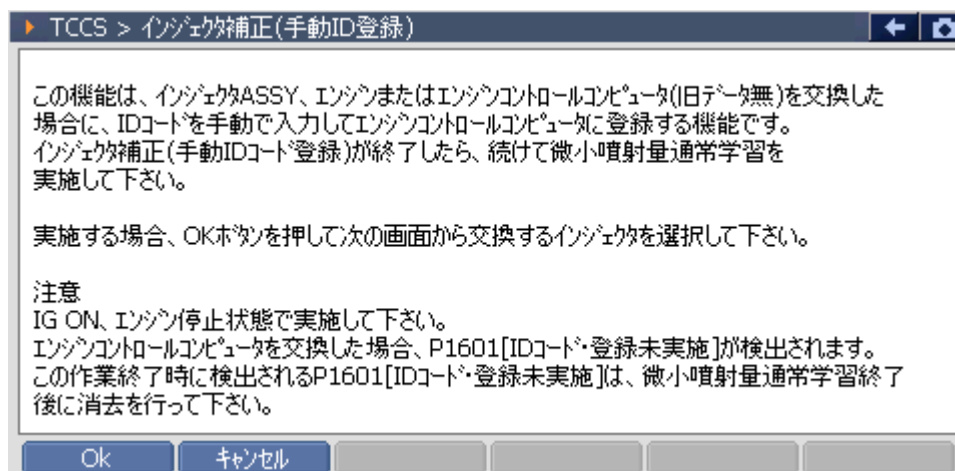 TCCS > インジェクタ補正(手動ID登録)
この機能は、インジェクタASSY、エンジンまたはエンジンコントロールコンピュータ(旧データ無)を交換した
場合に、IDコードを手動で入力してエンジンコントロールコンピュータに登録する機能です。
インジェクタ補正(手動IDコード登録)が終了したら、続けて微小噴射量通常学習を
実施して下さい。
実施する場合、OKボタンを押して次の画面から交換するインジェクタを選択して下さい。
注意
IG ON、エンジン停止状態で実施して下さい。
エンジンコントロールコンピュータを交換した場合、P1601[IDコード・登録未実施]が検出されます。
この作業終了時に検出されるP1601[IDコード・登録未実施]は、微小噴射量通常学習終了
後に消去を行って下さい。
Ok
キャンセル